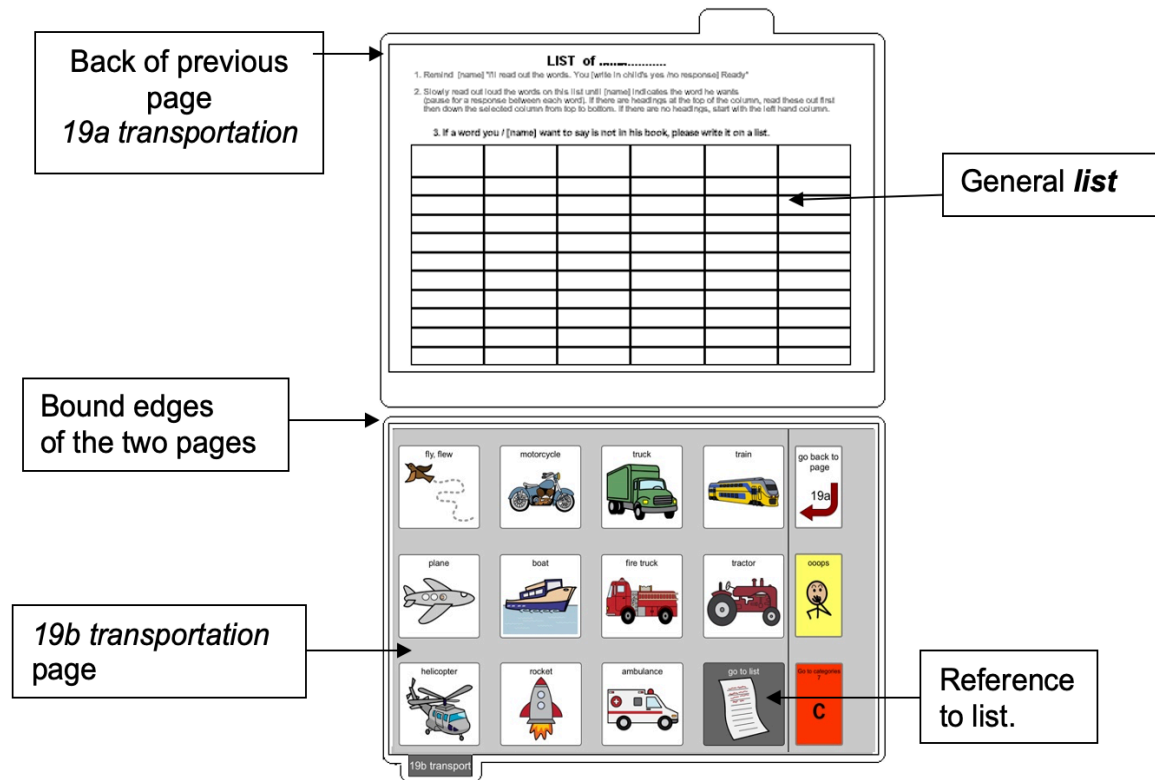 Back of previous
page
19a transportation
LIST of ....................
1. Remind [name] "I'll read out the words. You [write in child's yes /no response] Ready"
2. Slowly read out loud the words on this list until [name] indicates the word he wants
(pause for a response between each word). If there are headings at the top of the column, read these out first
then down the selected column from top to bottom. If there are no headings, start with the left hand column.
3. If a word you / [name] want to say is not in his book, please write it on a list.
General list
Bound edges
of the two pages
fly, flew
motorcycle
truck
train
go back to
page
19a
plane
boat
fire truck
tractor
ooops
19b transportation
page
helicopter
rocket
ambulance
go to list
Go to categories
7
C
Reference
to list.
19b transport